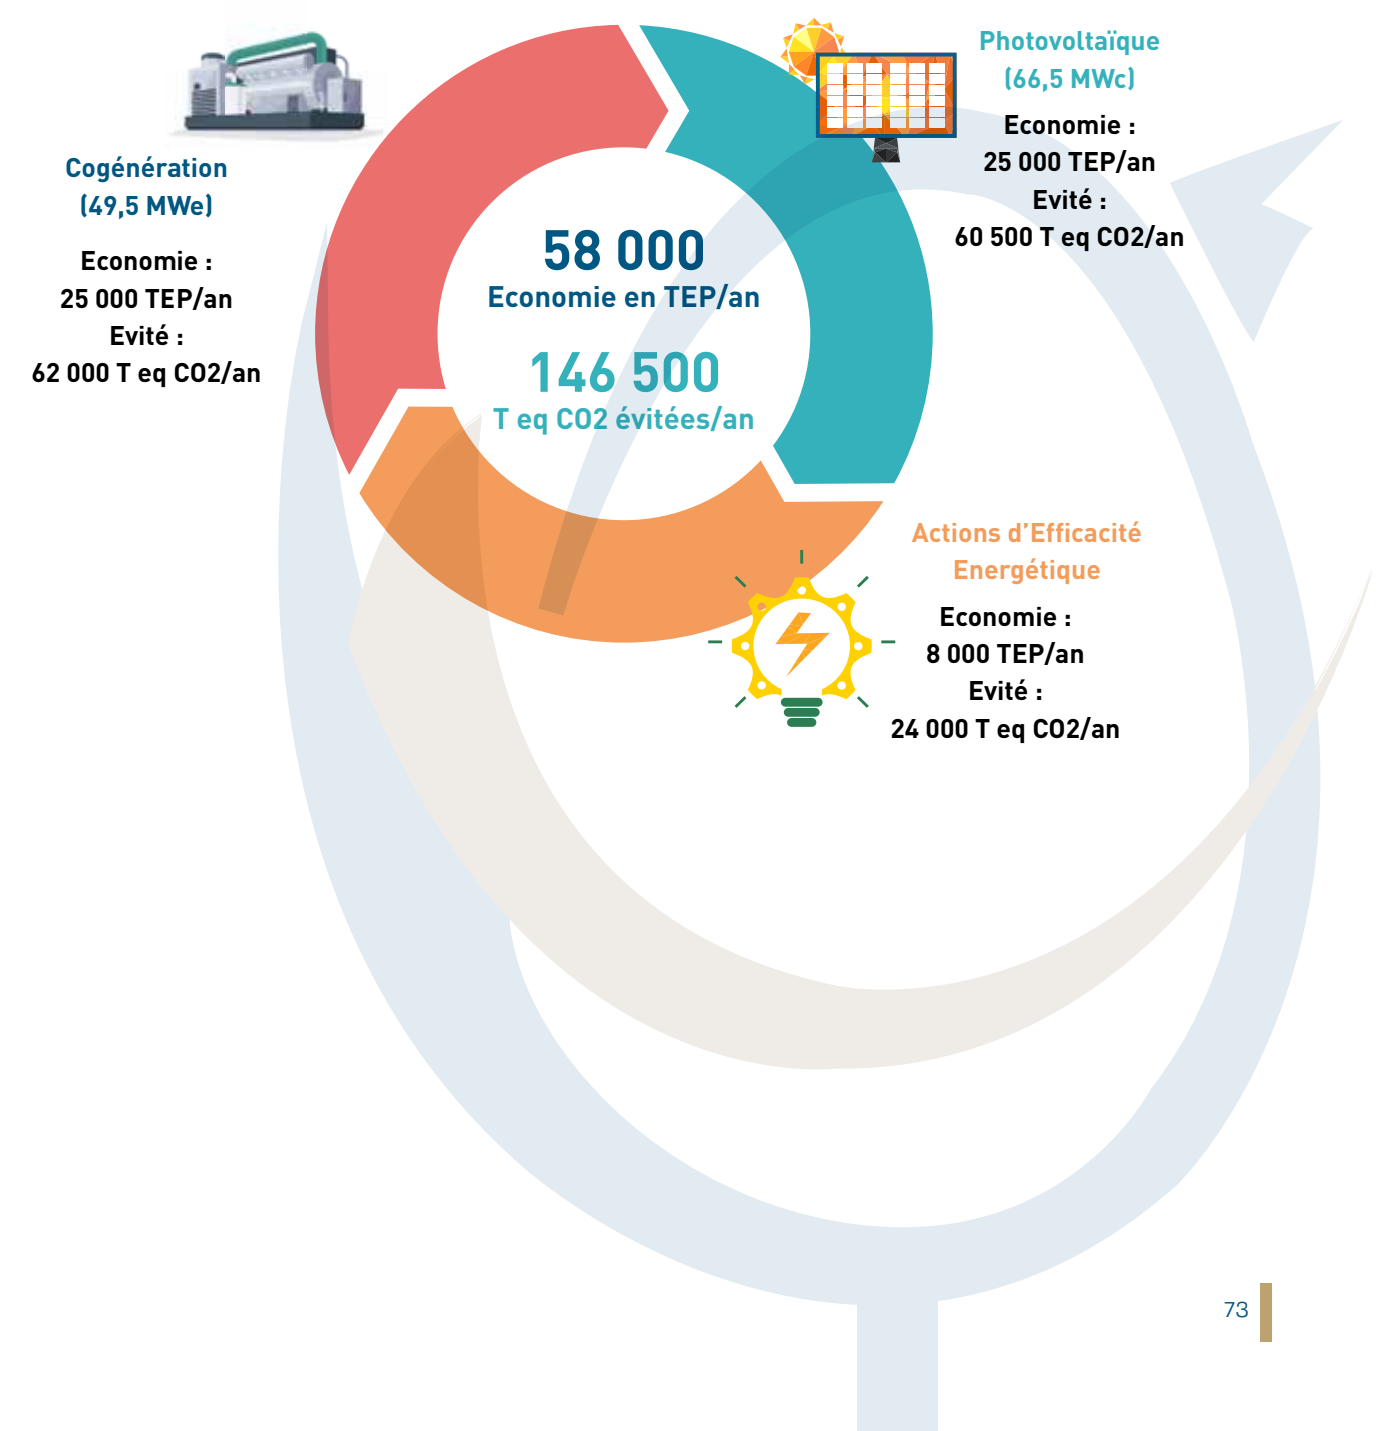 Cogénération
(49,5 MWe)
Economie :
25 000 TEP/an
Evité :
62 000 T eq CO2/an
58 000
Economie en TEP/an
146 500
T eq CO2 évitées/an
Photovoltaïque
(66,5 MWc)
Economie :
25 000 TEP/an
Evité :
60 500 T eq CO2/an
Actions d’Efficacité
Energétique
Economie :
8 000 TEP/an
Evité :
24 000 T eq CO2/an
73